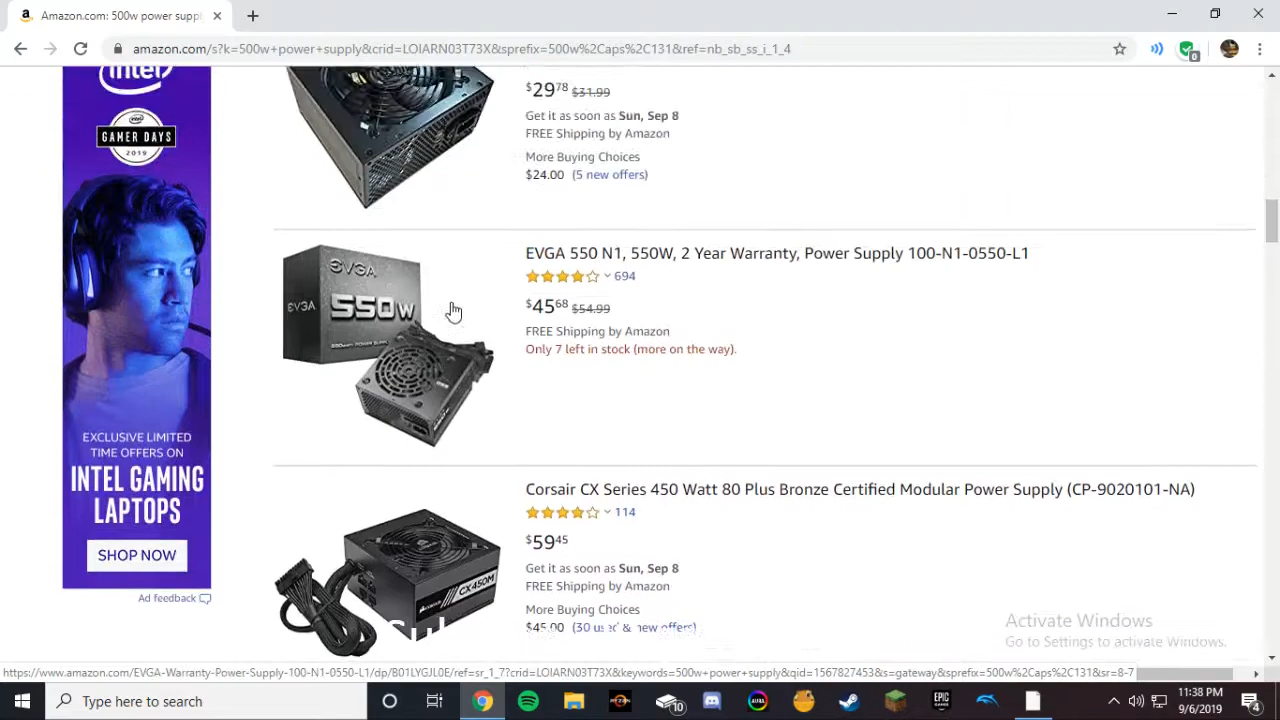 Amazon.com: 500w power supp
amazon.com/s?k=500w+power+supply&crid=LOIARN03T73X&sprefix=500w%2Caps%2C131&ref=nb_sb_ss_i_1_4
0
intel
GAMER DAYS
2019
EXCLUSIVE LIMITED
TIME OFFERS ON
INTEL GAMING
LAPTOPS
SHOP NOW
Ad feedback
$29 78 $31.99
Get it as soon as Sun, Sep 8
FREE Shipping by Amazon
More Buying Choices
$24.00 (5 new offers)
EVGA
EVGA
550W
EVGA 550 N1, 550W, 2 Year Warranty, Power Supply 100-N1-0550-L1
694
$45 68 $54.99
FREE Shipping by Amazon
Only 7 left in stock (more on the way).
CX450M
Corsair CX Series 450 Watt 80 Plus Bronze Certified Modular Power Supply (CP-9020101-NA)
114
$59 45
Get it as soon as Sun, Sep 8
FREE Shipping by Amazon
More Buying Choices
$45.00 (30 used & new offers)
Activate Windows
Go to Settings to activate Windows.
https://www.amazon.com/EVGA-Warranty-Power-Supply-100-N1-0550-L1/dp/B01LYGJL0E/ref=sr_1_7?crid=LOIARN03T73X&keywords=500w+power+supply&qid=1567827453&s=gateway&sprefix=500w%2Caps%2C131&sr=8-7
Type here to search
RYZEN
10
AURA
EPIC
GAMES
11:38 PM
9/6/2019
4